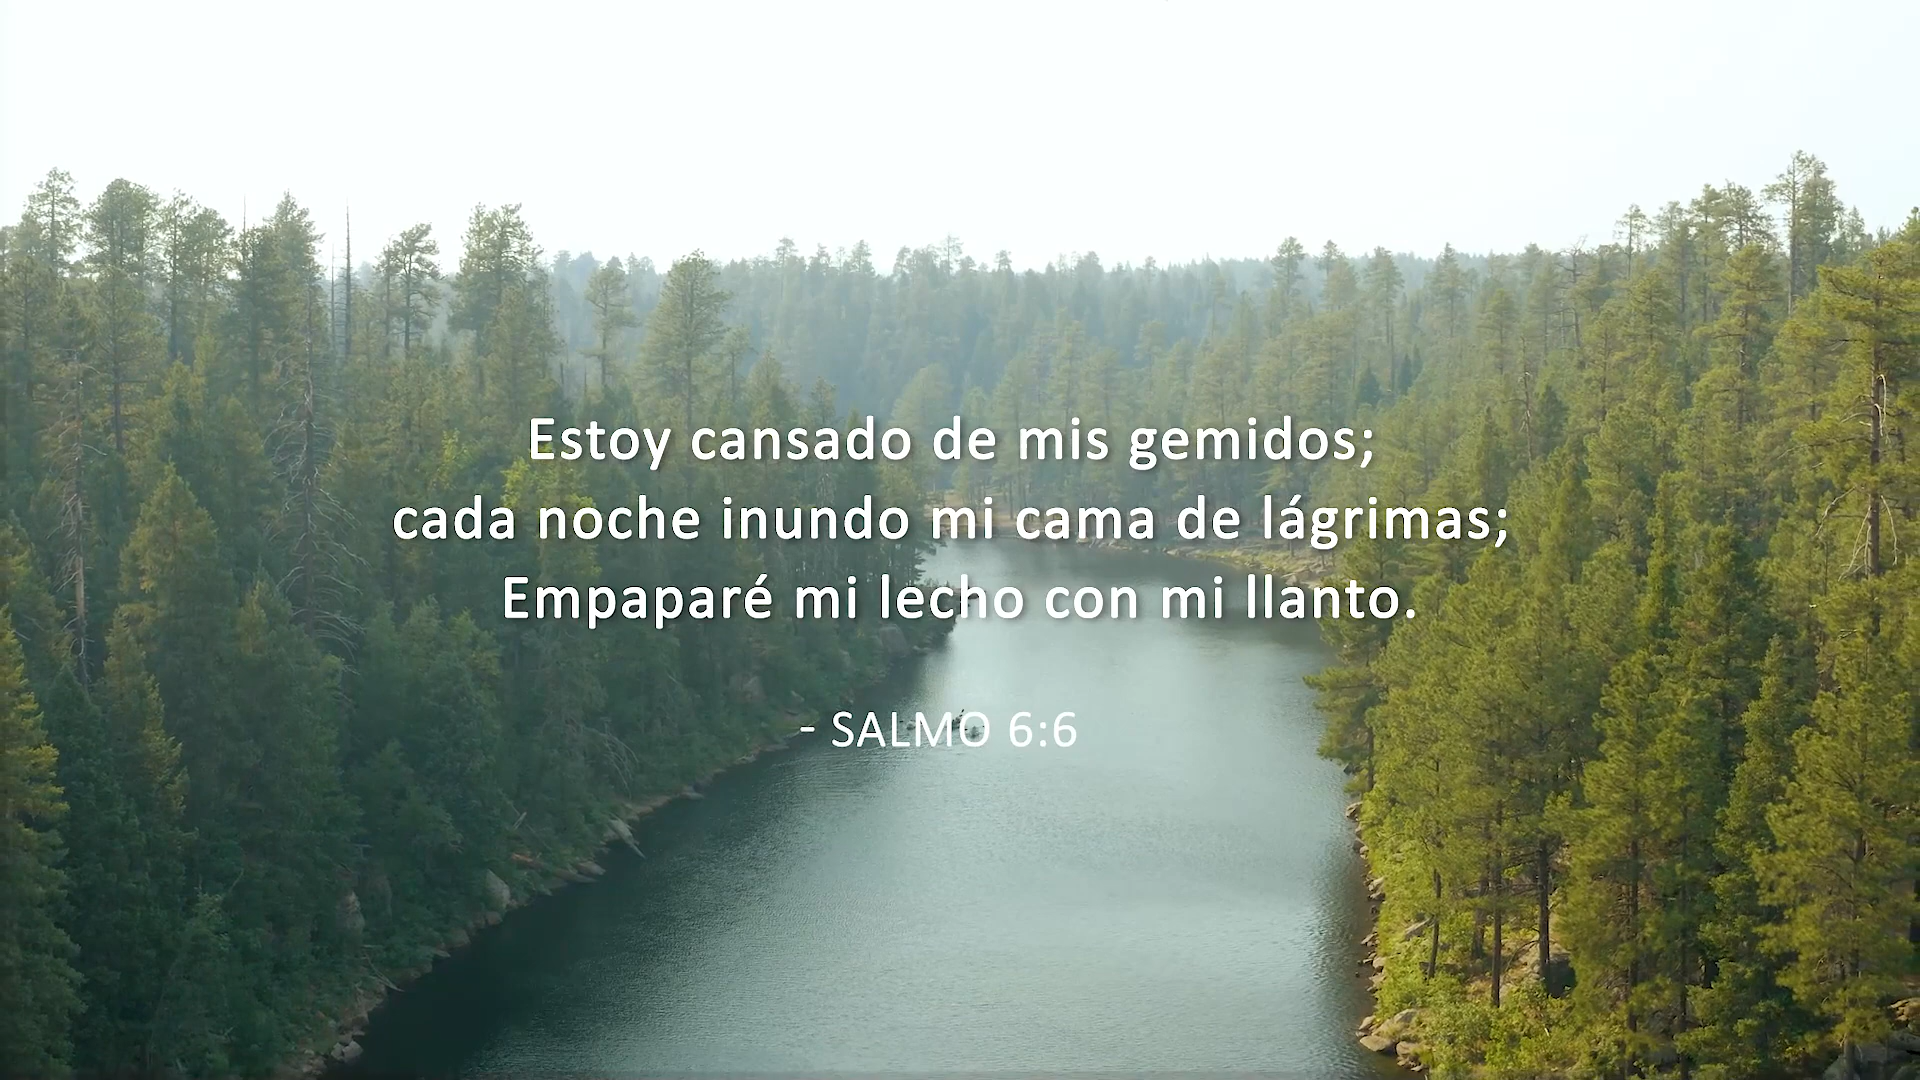 Estoy cansado de mis gemidos;
cada noche inundo mi cama de lágrimas;
Empaparé mi lecho con mi llanto.
- SALMO 6:6